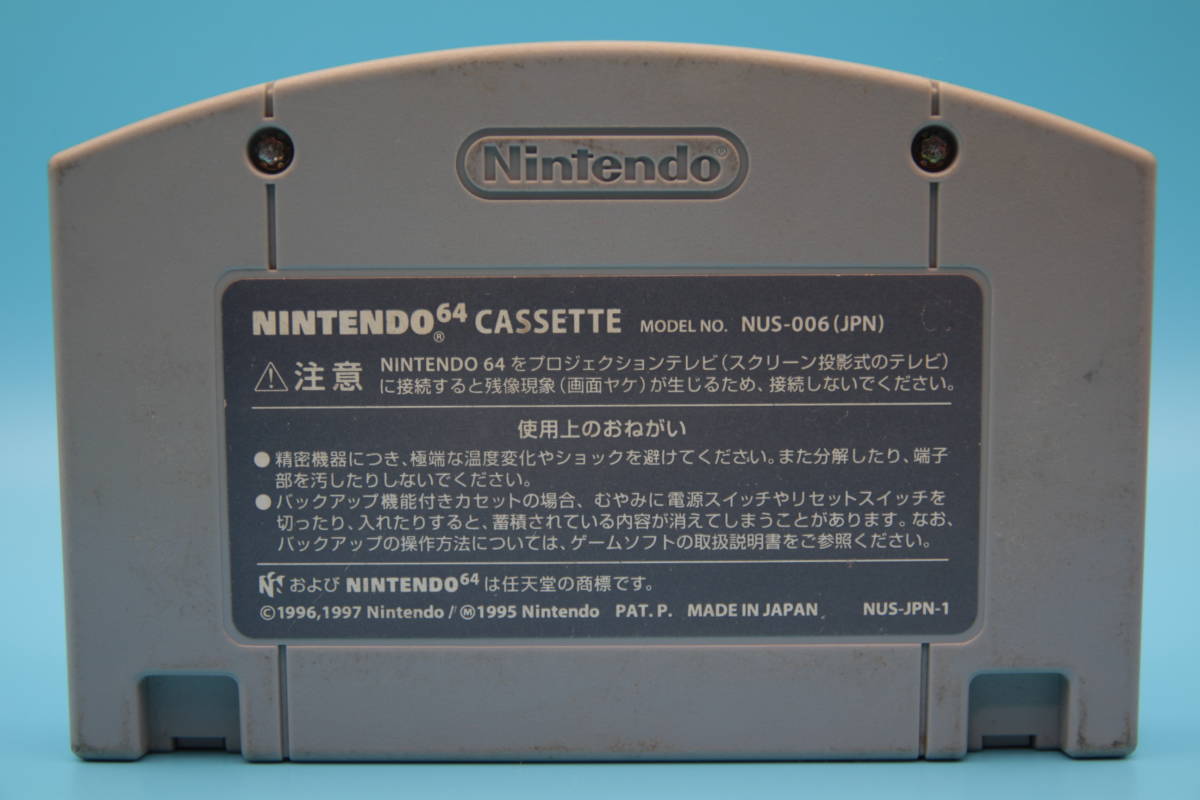 Nintendo®
NINTENDO64® CASSETTE MODEL NO. NUS-006(JPN)
⚠注意 NINTENDO 64 をプロジェクションテレビ(スクリーン投影式のテレビ)
に接続すると残像現象(画面ヤケ)が生じるため、接続しないでください。
使用上のおねがい
●精密機器につき、極端な温度変化やショックを避けてください。また分解したり、端子
部を汚したりしないでください。
●バックアップ機能付きカセットの場合、むやみに電源スイッチやリセットスイッチを
切ったり、入れたりすると、蓄積されている内容が消えてしまうことがあります。なお、
バックアップの操作方法については、ゲームソフトの取扱説明書をご参照ください。
および NINTENDO64 は任天堂の商標です。
©1996,1997 Nintendo/Ⓜ1995 Nintendo PAT. P. MADE IN JAPAN NUS-JPN-1